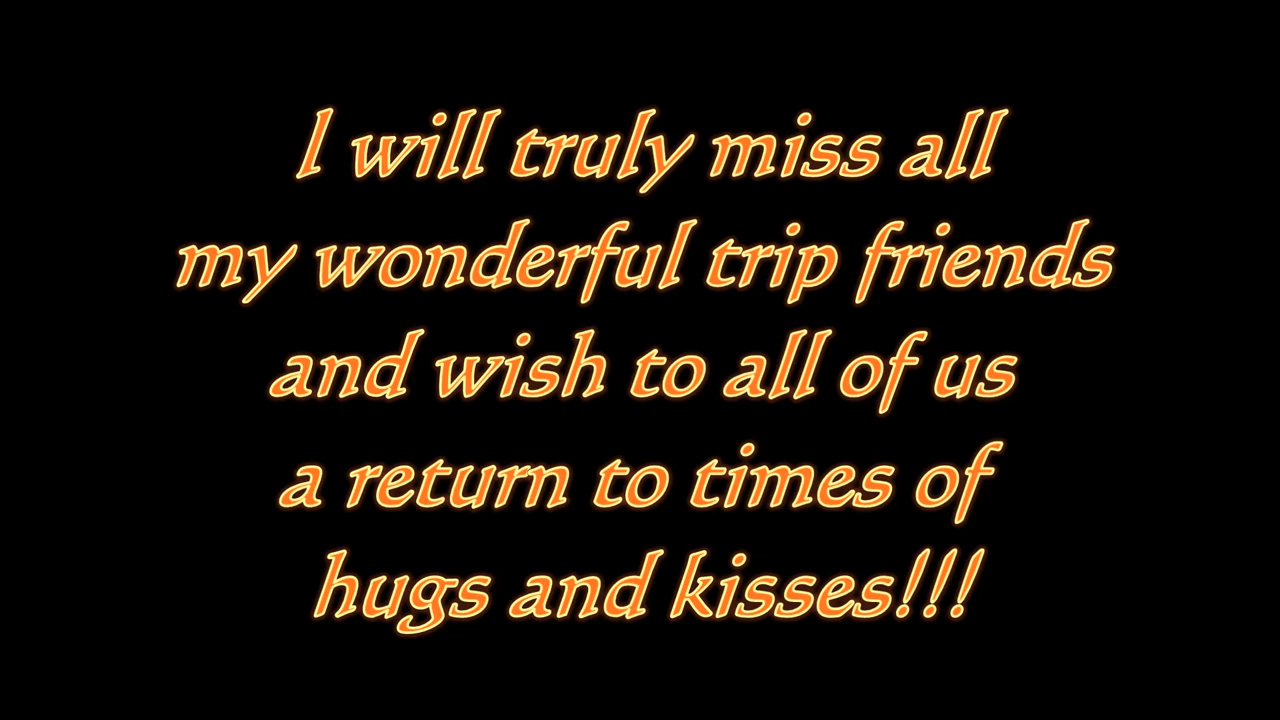 I will truly miss all
my wonderful trip friends
and wish to all of us
a return to times of
hugs and kisses!!!